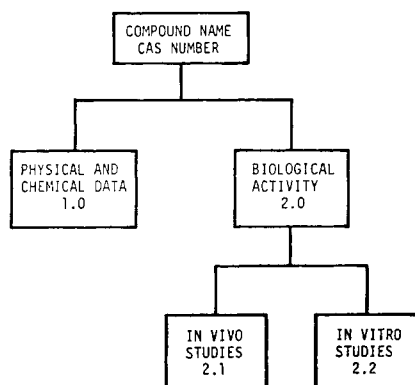 COMPOUND NAME
CAS NUMBER
PHYSICAL AND
CHEMICAL DATA
1.0
BIOLOGICAL
ACTIVITY
2.0
IN VIVO
STUDIES
2.1
IN VITRO
STUDIES
2.2